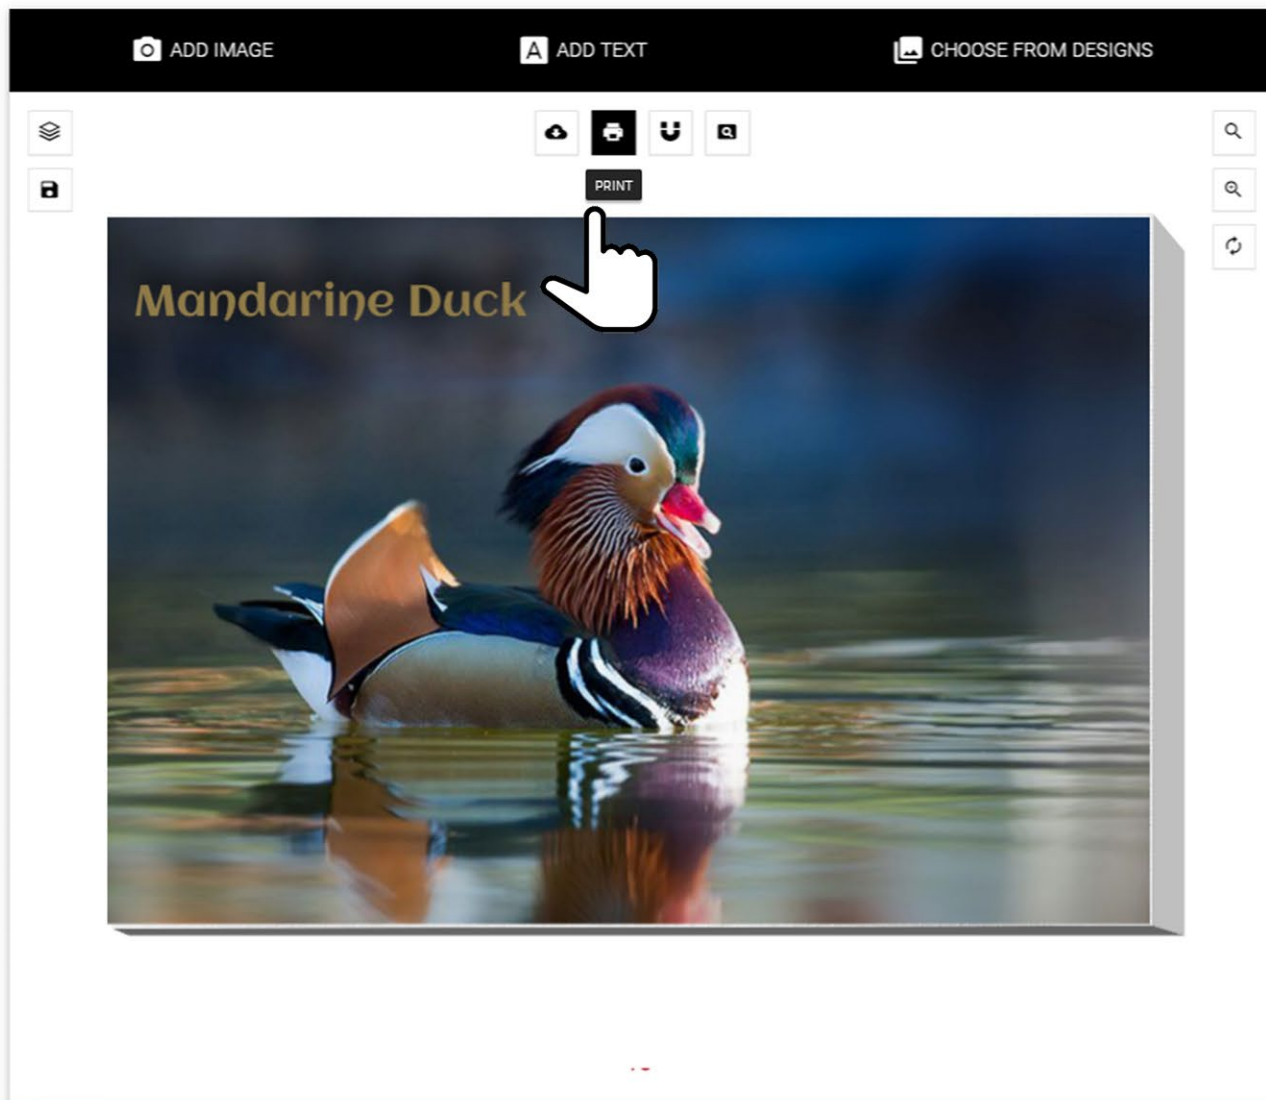 ADD IMAGE
ADD TEXT
CHOOSE FROM DESIGNS
PRINT
Mandarine Duck